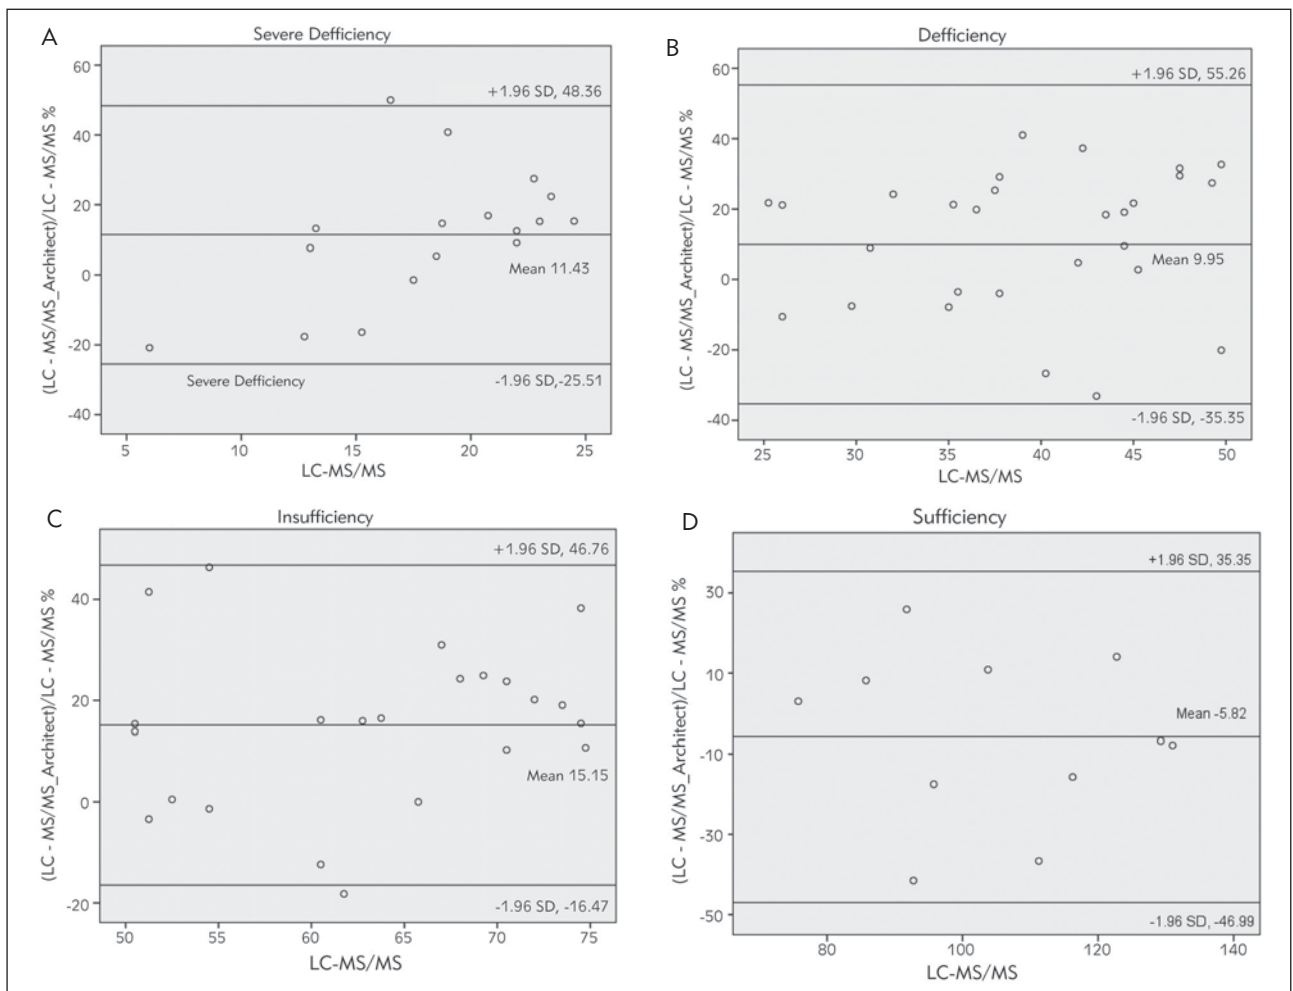 A
Severe Defficiency
(LC - MS/MS_Architect)/LC - MS/MS %
60
40
20
0
-20
-40
+1.96 SD, 48.36
Mean 11.43
Severe Defficiency
-1.96 SD,-25.51
5 10 15 20 25
LC-MS/MS
B
Defficiency
(LC - MS/MS_Architect)/LC - MS/MS %
60
40
20
0
-20
-40
+1.96 SD, 55.26
Mean 9.95
-1.96 SD, -35.35
25 30 35 40 45 50
LC-MS/MS
C
Insufficiency
(LC - MS/MS_Architect)/LC - MS/MS %
40
20
0
-20
+1.96 SD, 46.76
Mean 15.15
-1.96 SD, -16.47
50 55 60 65 70 75
LC-MS/MS
D
Sufficiency
(LC - MS/MS_Architect)/LC - MS/MS %
30
10
-10
-30
-50
+1.96 SD, 35.35
Mean -5.82
-1.96 SD, -46.99
80 100 120 140
LC-MS/MS